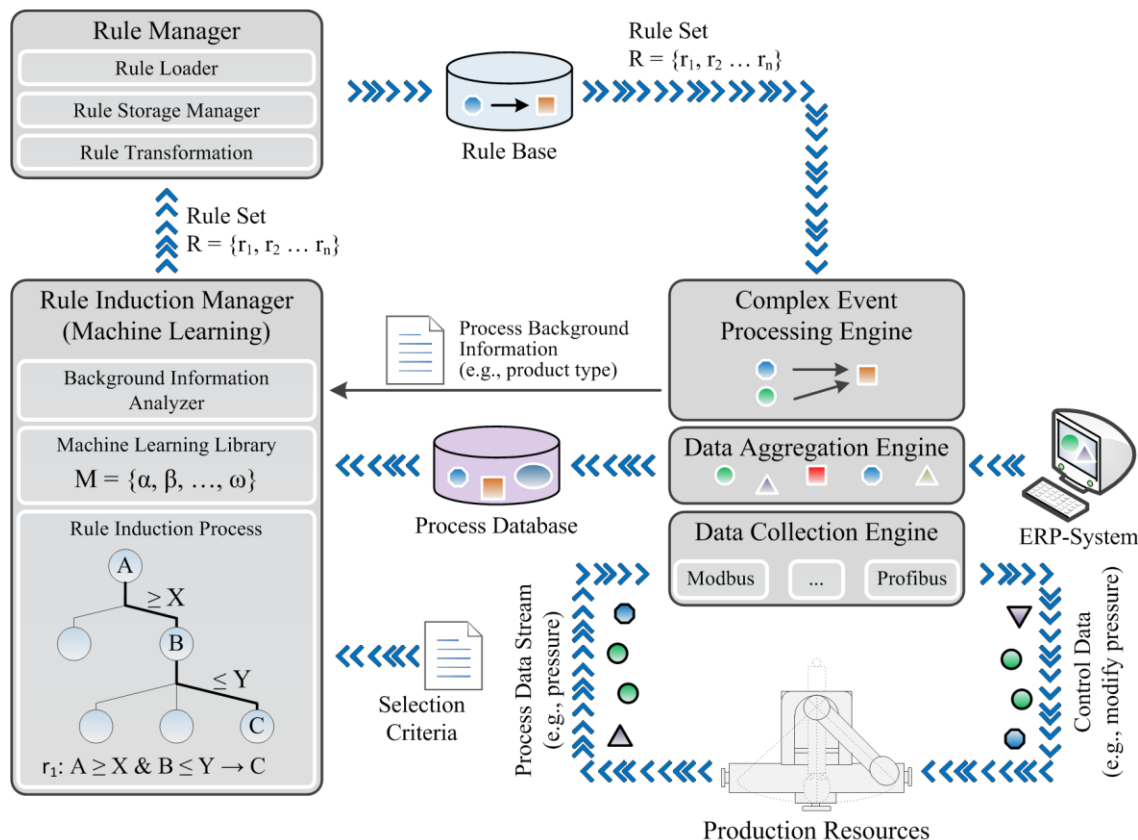 Rule Manager
Rule Loader
Rule Storage Manager
Rule Transformation
Rule Base
Rule Set
R = {r₁, r₂ ... rₙ}
Rule Set
R = {r₁, r₂ ... rₙ}
Rule Induction Manager
(Machine Learning)
Background Information
Analyzer
Machine Learning Library
M = {α, β, ..., ω}
Rule Induction Process
A
≥ X
B
≤ Y
C
r₁: A ≥ X & B ≤ Y → C
Process Background
Information
(e.g., product type)
Process Database
Selection
Criteria
Complex Event
Processing Engine
Data Aggregation Engine
Data Collection Engine
Modbus
...
Profibus
ERP-System
Process Data Stream
(e.g., pressure)
Control Data
(e.g., modify pressure)
Production Resources